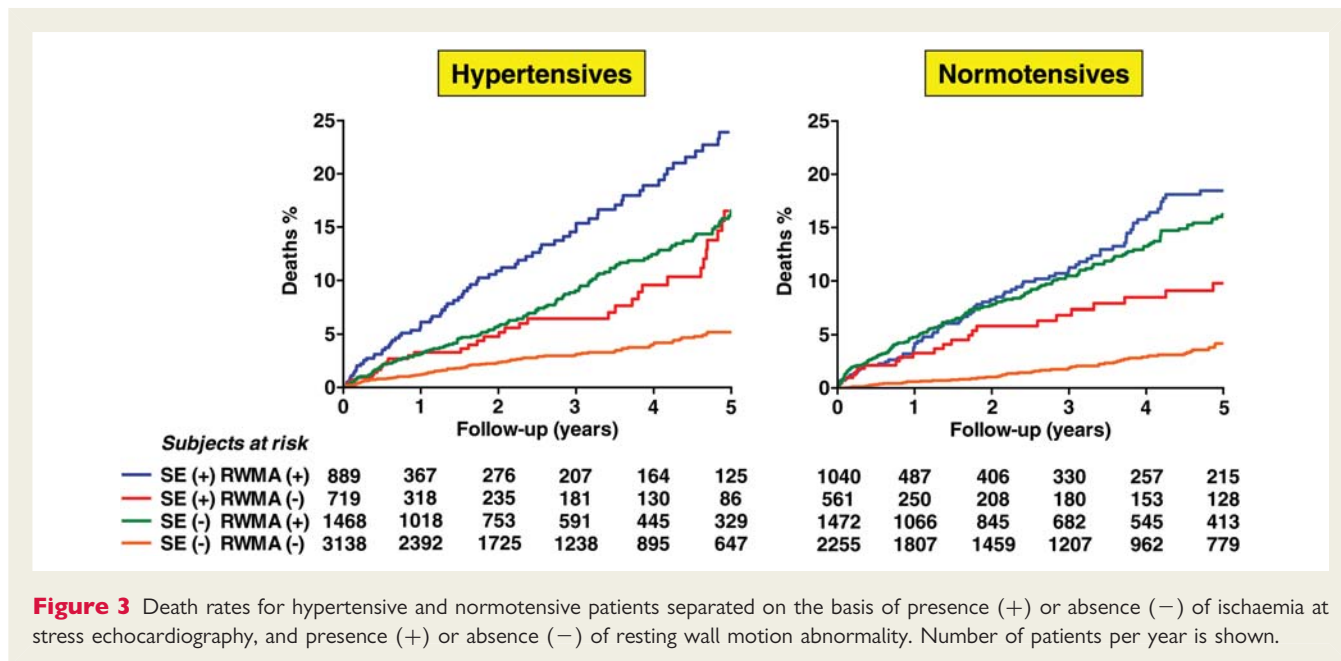 Hypertensives
Normotensives
25
20
15
10
5
0
Deaths %
0 1 2 3 4 5
Follow-up (years)
25
20
15
10
5
0
Deaths %
0 1 2 3 4 5
Follow-up (years)
Subjects at risk
SE (+) RWMA (+) 889 367 276 207 164 125 1040 487 406 330 257 215
SE (+) RWMA (-) 719 318 235 181 130 86 561 250 208 180 153 128
SE (-) RWMA (+) 1468 1018 753 591 445 329 1472 1066 845 682 545 413
SE (-) RWMA (-) 3138 2392 1725 1238 895 647 2255 1807 1459 1207 962 779
Figure 3 Death rates for hypertensive and normotensive patients separated on the basis of presence (+) or absence (−) of ischaemia at
stress echocardiography, and presence (+) or absence (−) of resting wall motion abnormality. Number of patients per year is shown.